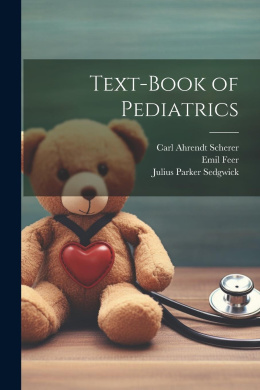 Text-Book of
Pediatrics
Carl Ahrendt Scherer
Emil Feer
Julius Parker Sedgwick